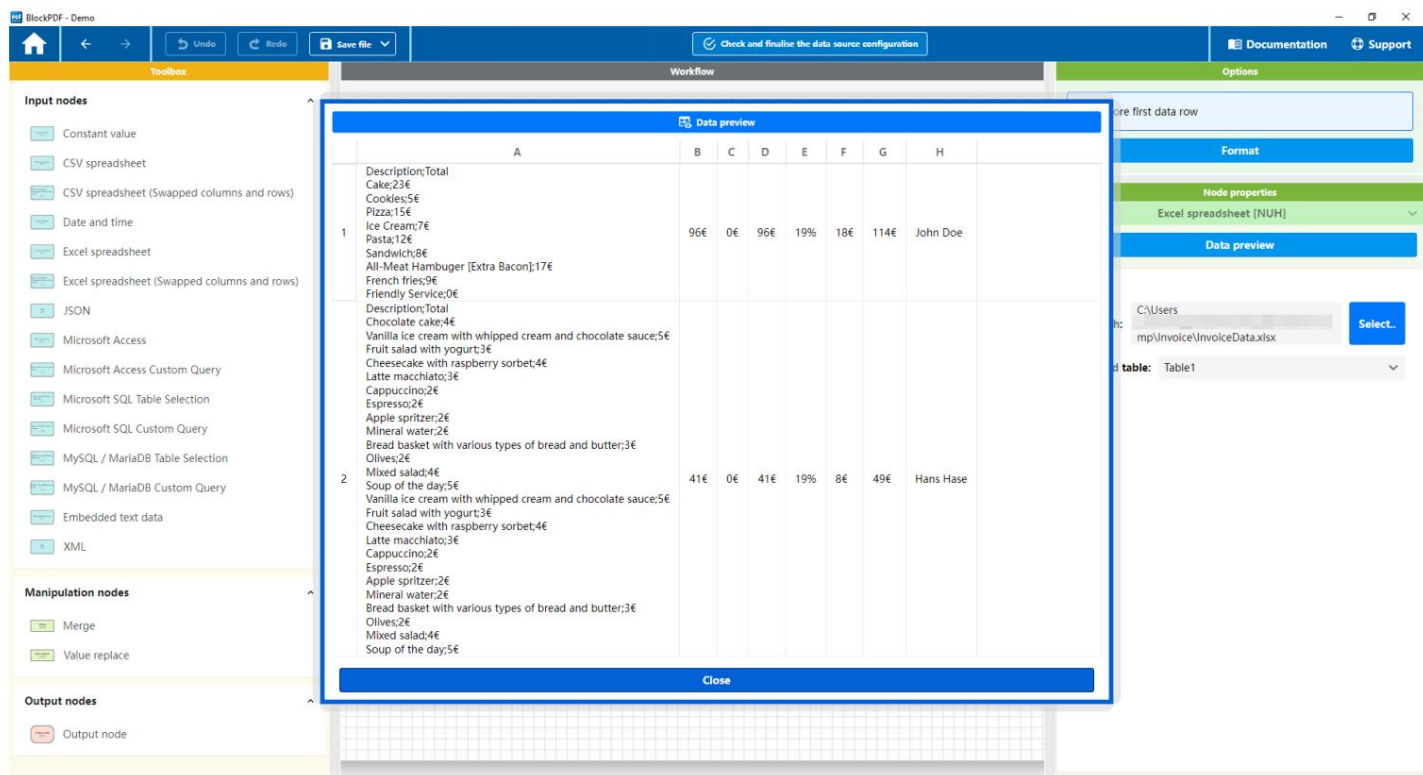 BlockPDF - Demo
Undo
Redo
Save file
Check and finalise the data source configuration
Documentation
Support
Toolbox
Workflow
Options
Input nodes
Constant value
CSV spreadsheet
CSV spreadsheet (Swapped columns and rows)
Date and time
Excel spreadsheet
Excel spreadsheet (Swapped columns and rows)
JSON
Microsoft Access
Microsoft Access Custom Query
Microsoft SQL Table Selection
Microsoft SQL Custom Query
MySQL / MariaDB Table Selection
MySQL / MariaDB Custom Query
Embedded text data
XML
Manipulation nodes
Merge
Value replace
Output nodes
Output node
Data preview
A B C D E F G H
1
Description;Total
Cake;23€
Cookies;5€
Pizza;15€
Ice Cream;7€
Pasta;12€
Sandwich;8€
All-Meat Hambuger [Extra Bacon];17€
French fries;9€
Friendly Service;0€
96€ 0€ 96€ 19% 18€ 114€ John Doe
2
Description;Total
Chocolate cake;4€
Vanilla ice cream with whipped cream and chocolate sauce;5€
Fruit salad with yogurt;3€
Cheesecake with raspberry sorbet;4€
Latte macchiato;3€
Cappuccino;2€
Espresso;2€
Apple spritzer;2€
Mineral water;2€
Bread basket with various types of bread and butter;3€
Olives;2€
Mixed salad;4€
Soup of the day;5€
Vanilla ice cream with whipped cream and chocolate sauce;5€
Fruit salad with yogurt;3€
Cheesecake with raspberry sorbet;4€
Latte macchiato;3€
Cappuccino;2€
Espresso;2€
Apple spritzer;2€
Mineral water;2€
Bread basket with various types of bread and butter;3€
Olives;2€
Mixed salad;4€
Soup of the day;5€
41€ 0€ 41€ 19% 8€ 49€ Hans Hase
Close
first data row
Format
Node properties
Excel spreadsheet [NUH]
Data preview
C:\Users
mp\Invoice\InvoiceData.xlsx
Select..
table: Table1